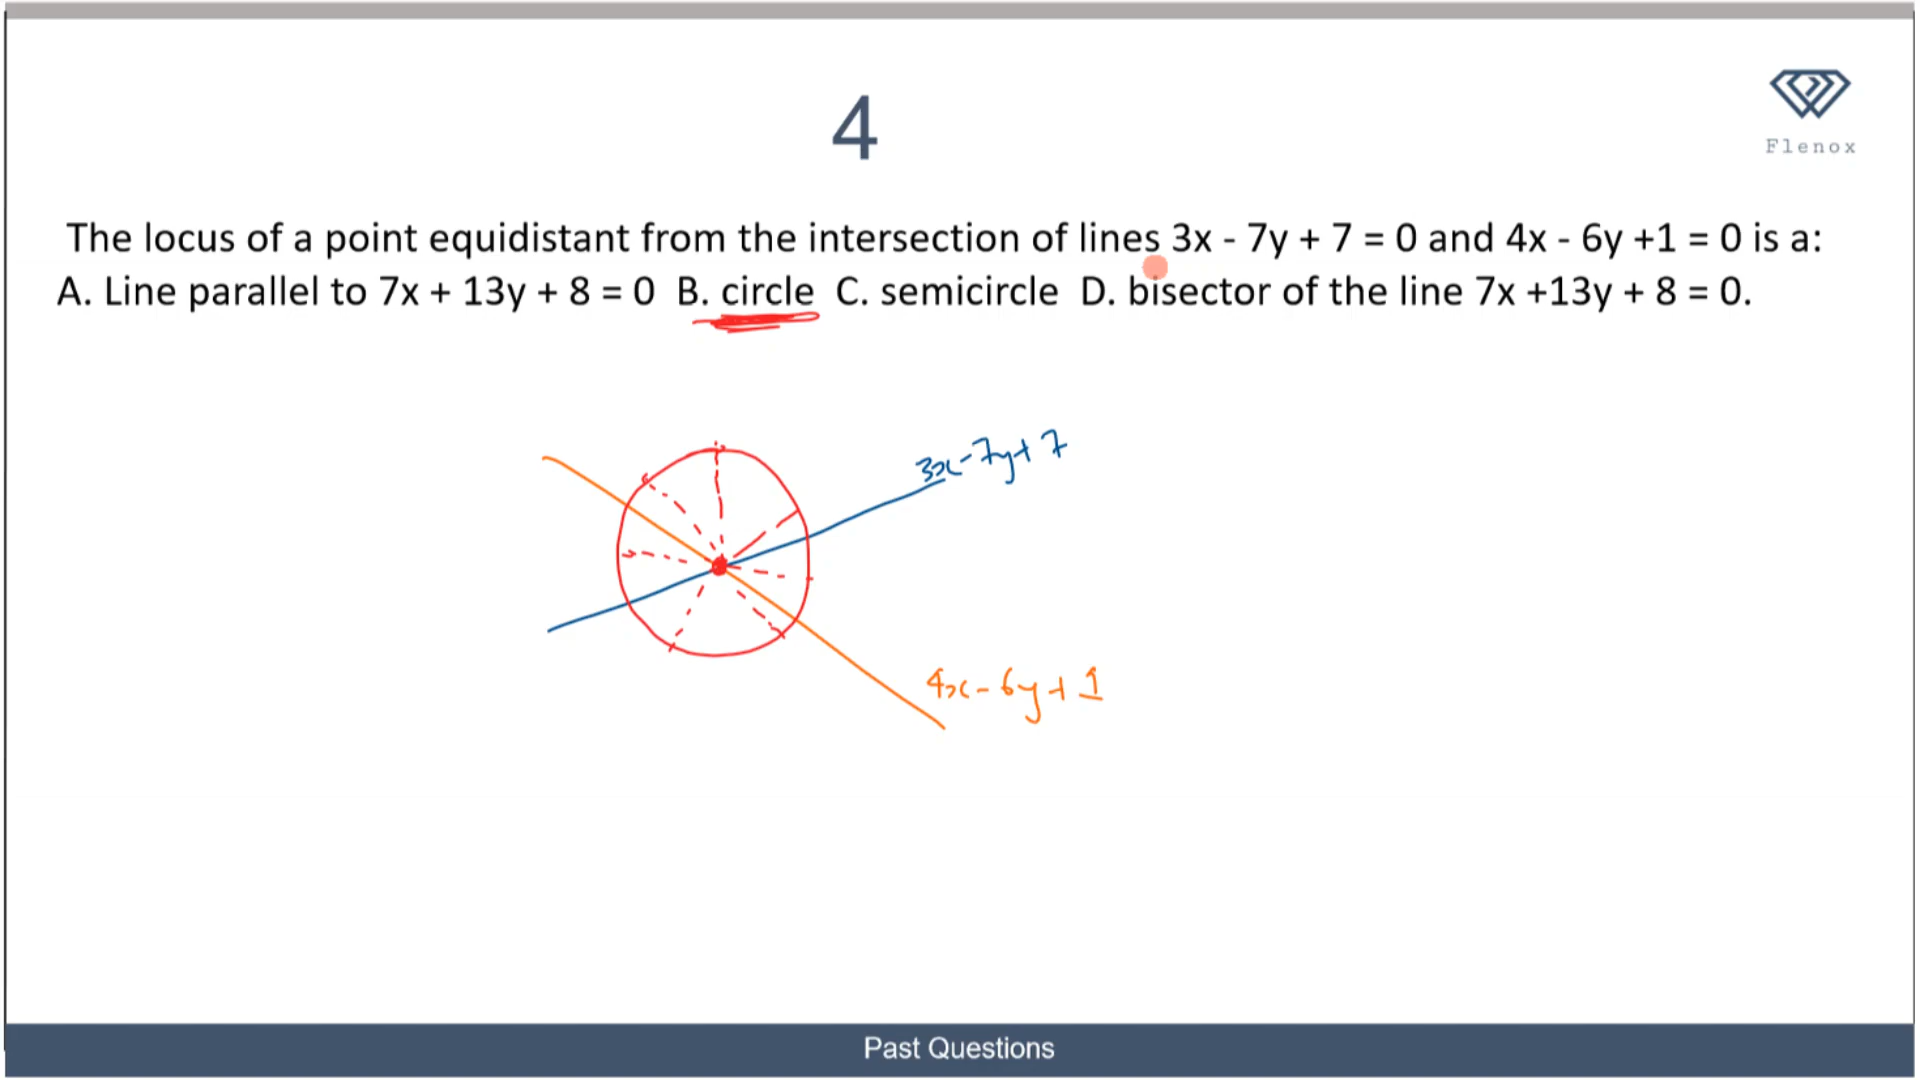 4
Flenox
The locus of a point equidistant from the intersection of lines 3x - 7y + 7 = 0 and 4x - 6y +1 = 0 is a:
A. Line parallel to 7x + 13y + 8 = 0 B. circle C. semicircle D. bisector of the line 7x +13y + 8 = 0.
3x-7y+7
4x-6y+1
Past Questions